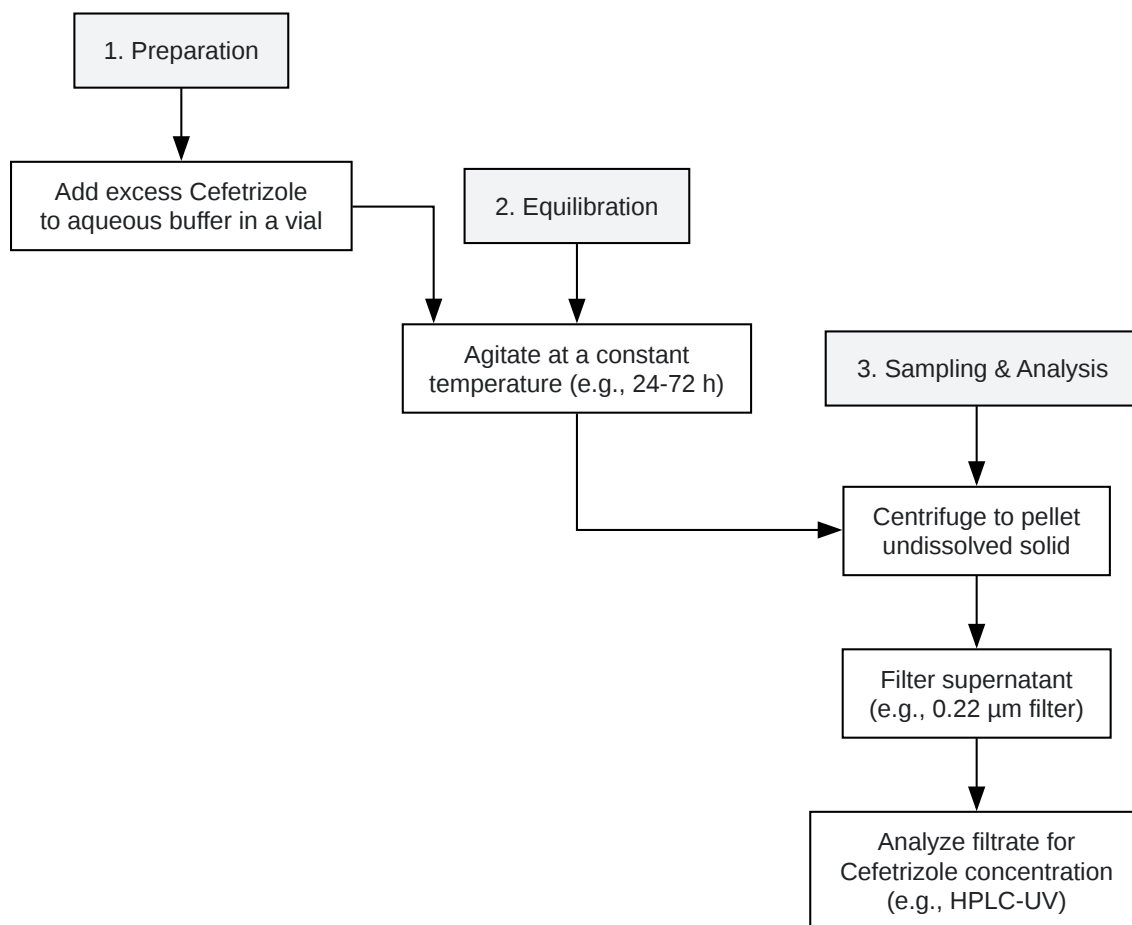 1. Preparation
Add excess Cefetrizole
to aqueous buffer in a vial
2. Equilibration
Agitate at a constant
temperature (e.g., 24-72 h)
3. Sampling & Analysis
Centrifuge to pellet
undissolved solid
Filter supernatant
(e.g., 0.22 µm filter)
Analyze filtrate for
Cefetrizole concentration
(e.g., HPLC-UV)